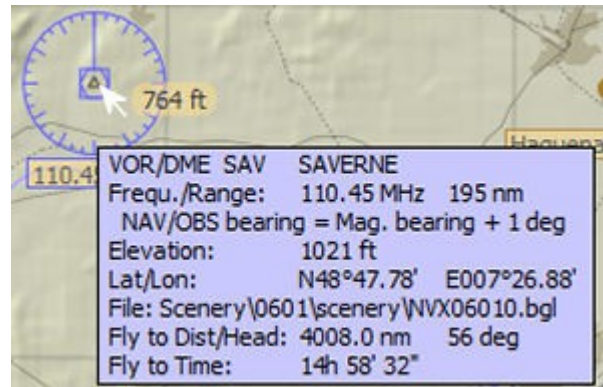 764 ft
110.4
Haguena
VOR/DME SAV SAVERNE
Frequ./Range: 110.45 MHz 195 nm
NAV/OBS bearing = Mag. bearing + 1 deg
Elevation: 1021 ft
Lat/Lon: N48°47.78' E007°26.88'
File: Scenery\0601\scenery\NVX06010.bgl
Fly to Dist/Head: 4008.0 nm 56 deg
Fly to Time: 14h 58' 32"